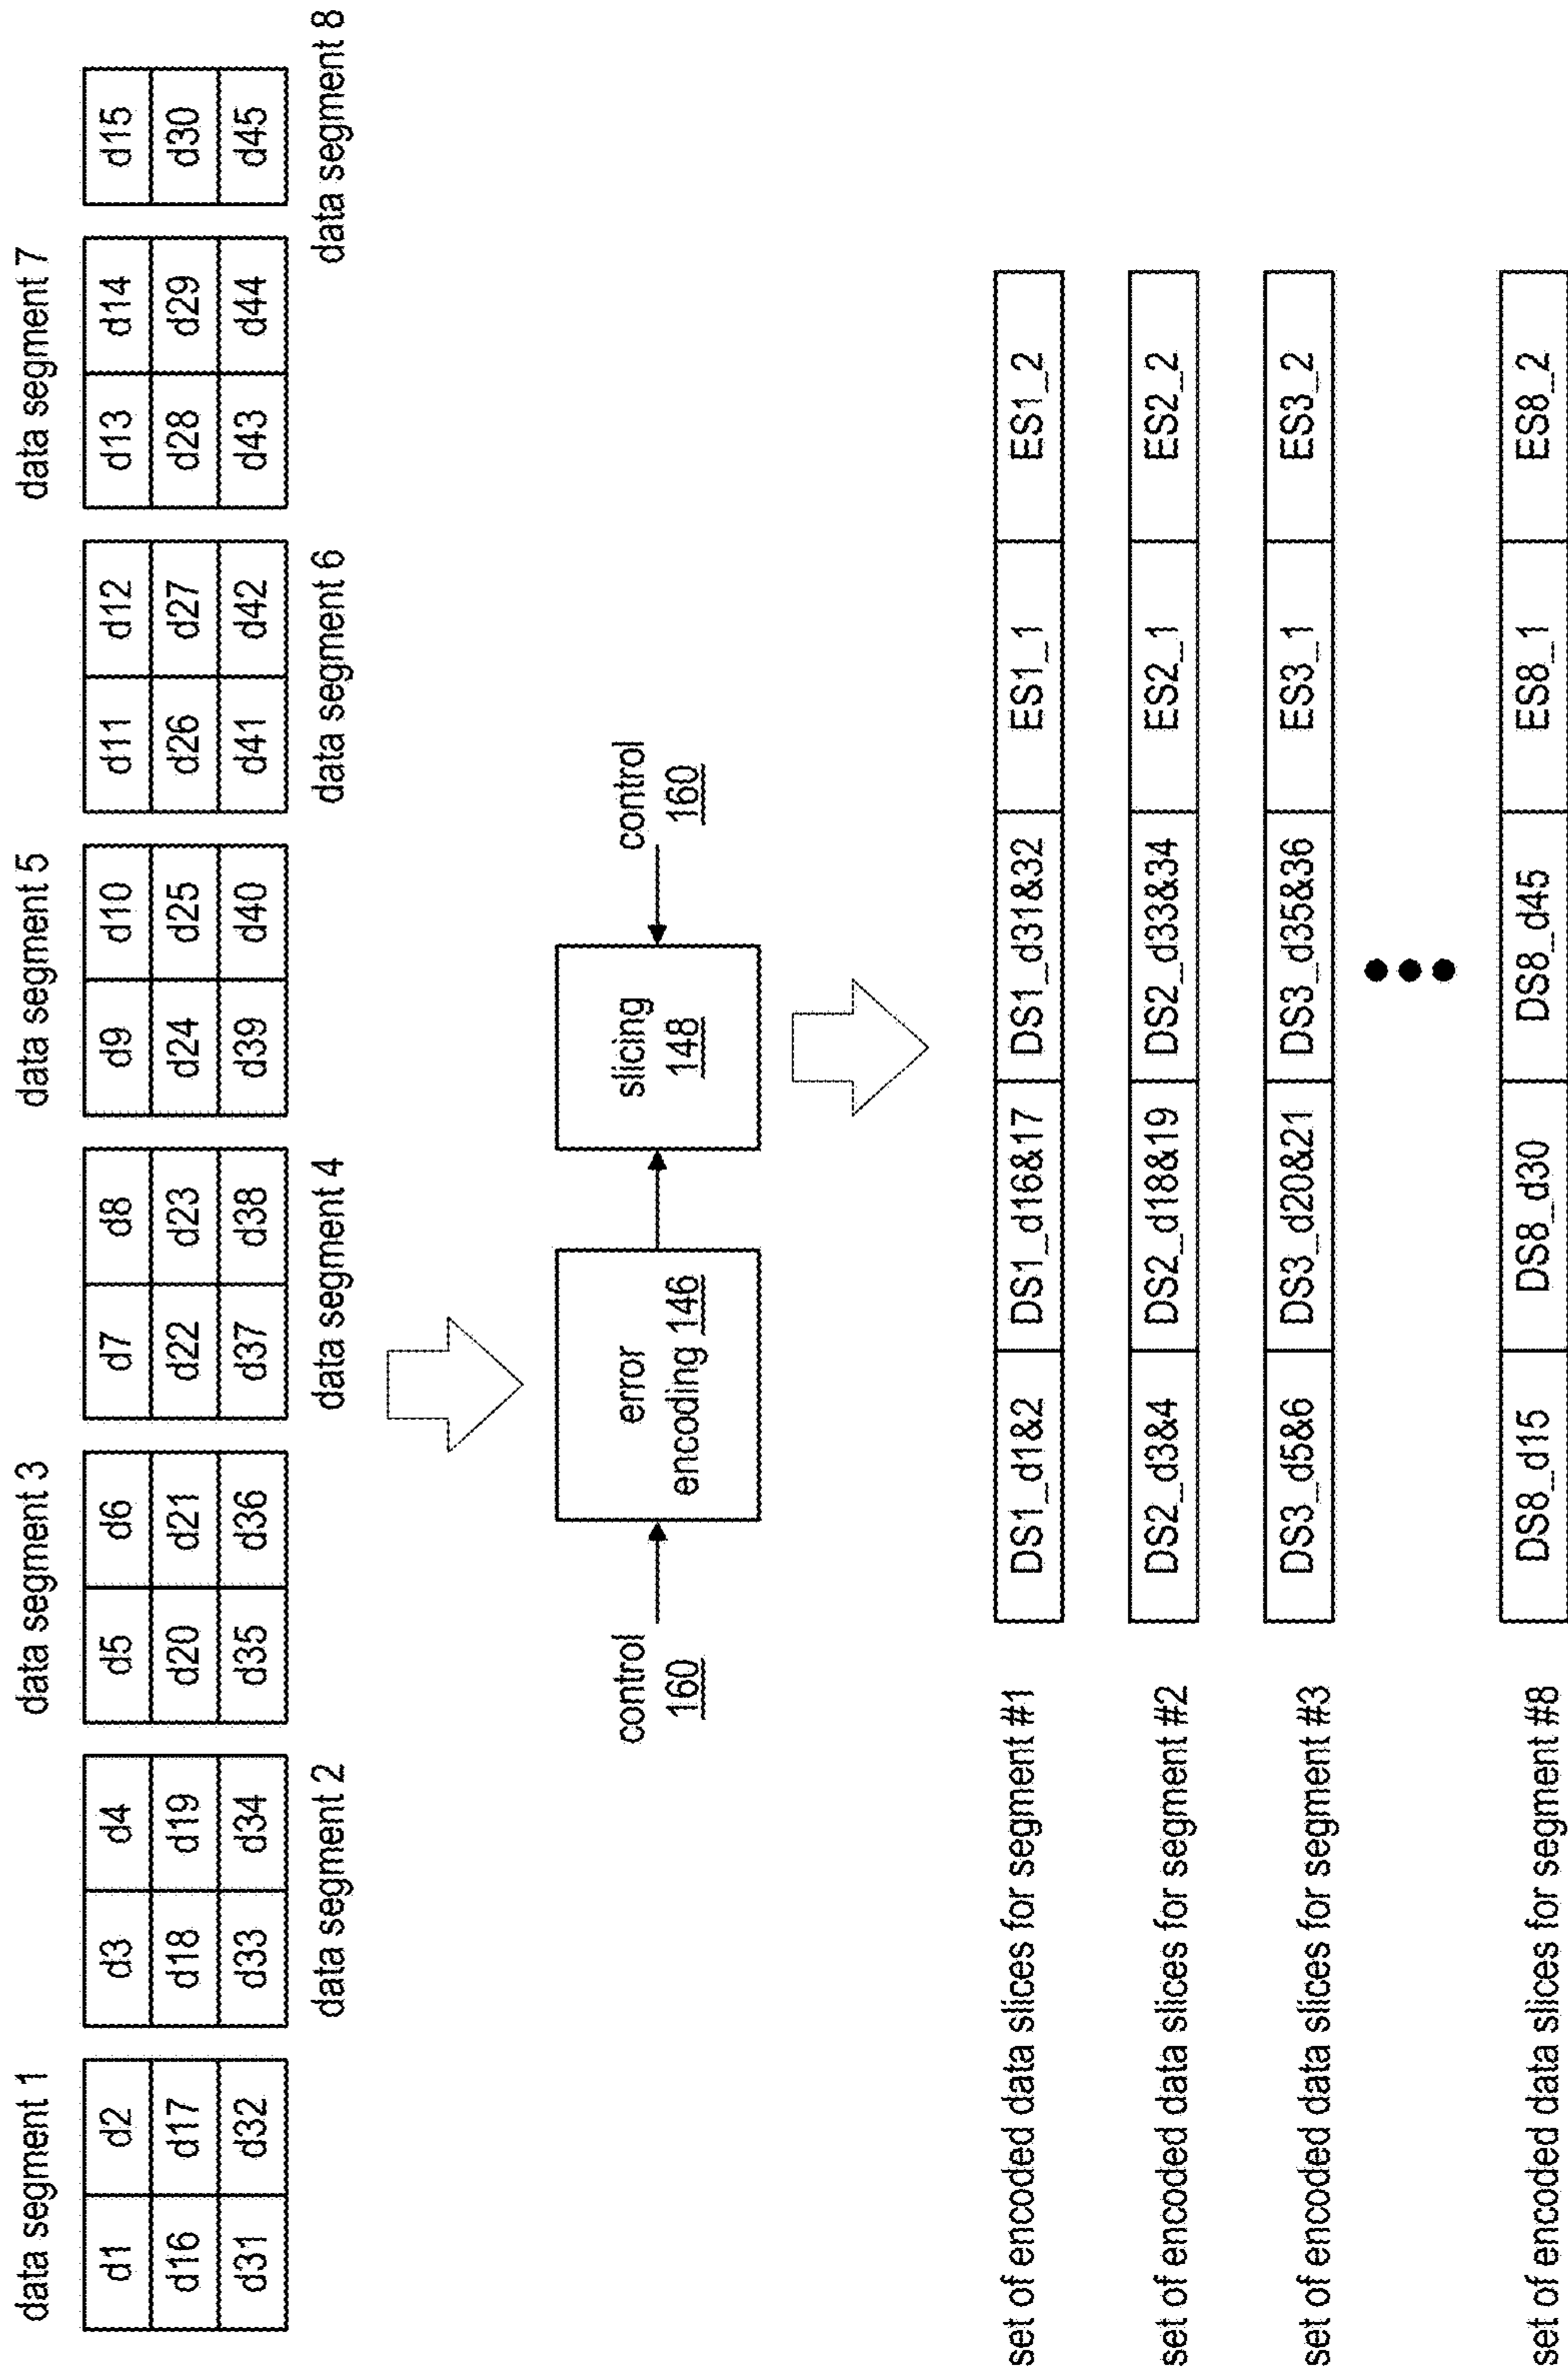 data segment 1
data segment 3
data segment 5
data segment 7
d1 d2 d3 d4 d5 d6 d7 d8 d9 d10 d11 d12 d13 d14 d15
d16 d17 d18 d19 d20 d21 d22 d23 d24 d25 d26 d27 d28 d29 d30
d31 d32 d33 d34 d35 d36 d37 d38 d39 d40 d41 d42 d43 d44 d45
data segment 2
data segment 4
data segment 6
data segment 8
control
160
error
encoding 146
slicing
148
control
160
set of encoded data slices for segment #1 DS1_d1&2 DS1_d16&17 DS1_d31&32 ES1_1 ES1_2
set of encoded data slices for segment #2 DS2_d3&4 DS2_d18&19 DS2_d33&34 ES2_1 ES2_2
set of encoded data slices for segment #3 DS3_d5&6 DS3_d20&21 DS3_d35&36 ES3_1 ES3_2
set of encoded data slices for segment #8 DS8_d15 DS8_d30 DS8_d45 ES8_1 ES8_2